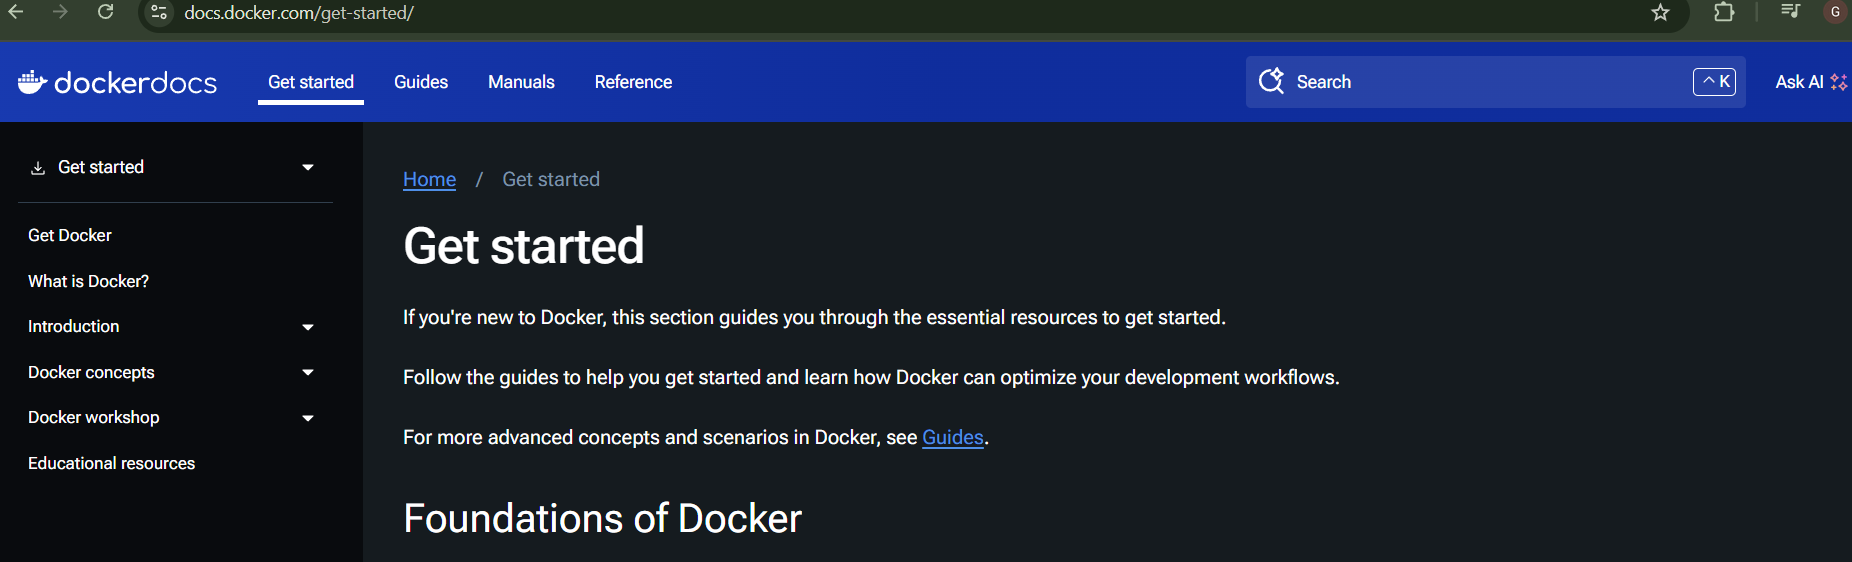 docs.docker.com/get-started/
G
dockerdocs
Get started
Guides
Manuals
Reference
Search
^ K
Ask AI
Get started
Get Docker
What is Docker?
Introduction
Docker concepts
Docker workshop
Educational resources
Home / Get started
Get started
If you're new to Docker, this section guides you through the essential resources to get started.
Follow the guides to help you get started and learn how Docker can optimize your development workflows.
For more advanced concepts and scenarios in Docker, see Guides.
Foundations of Docker